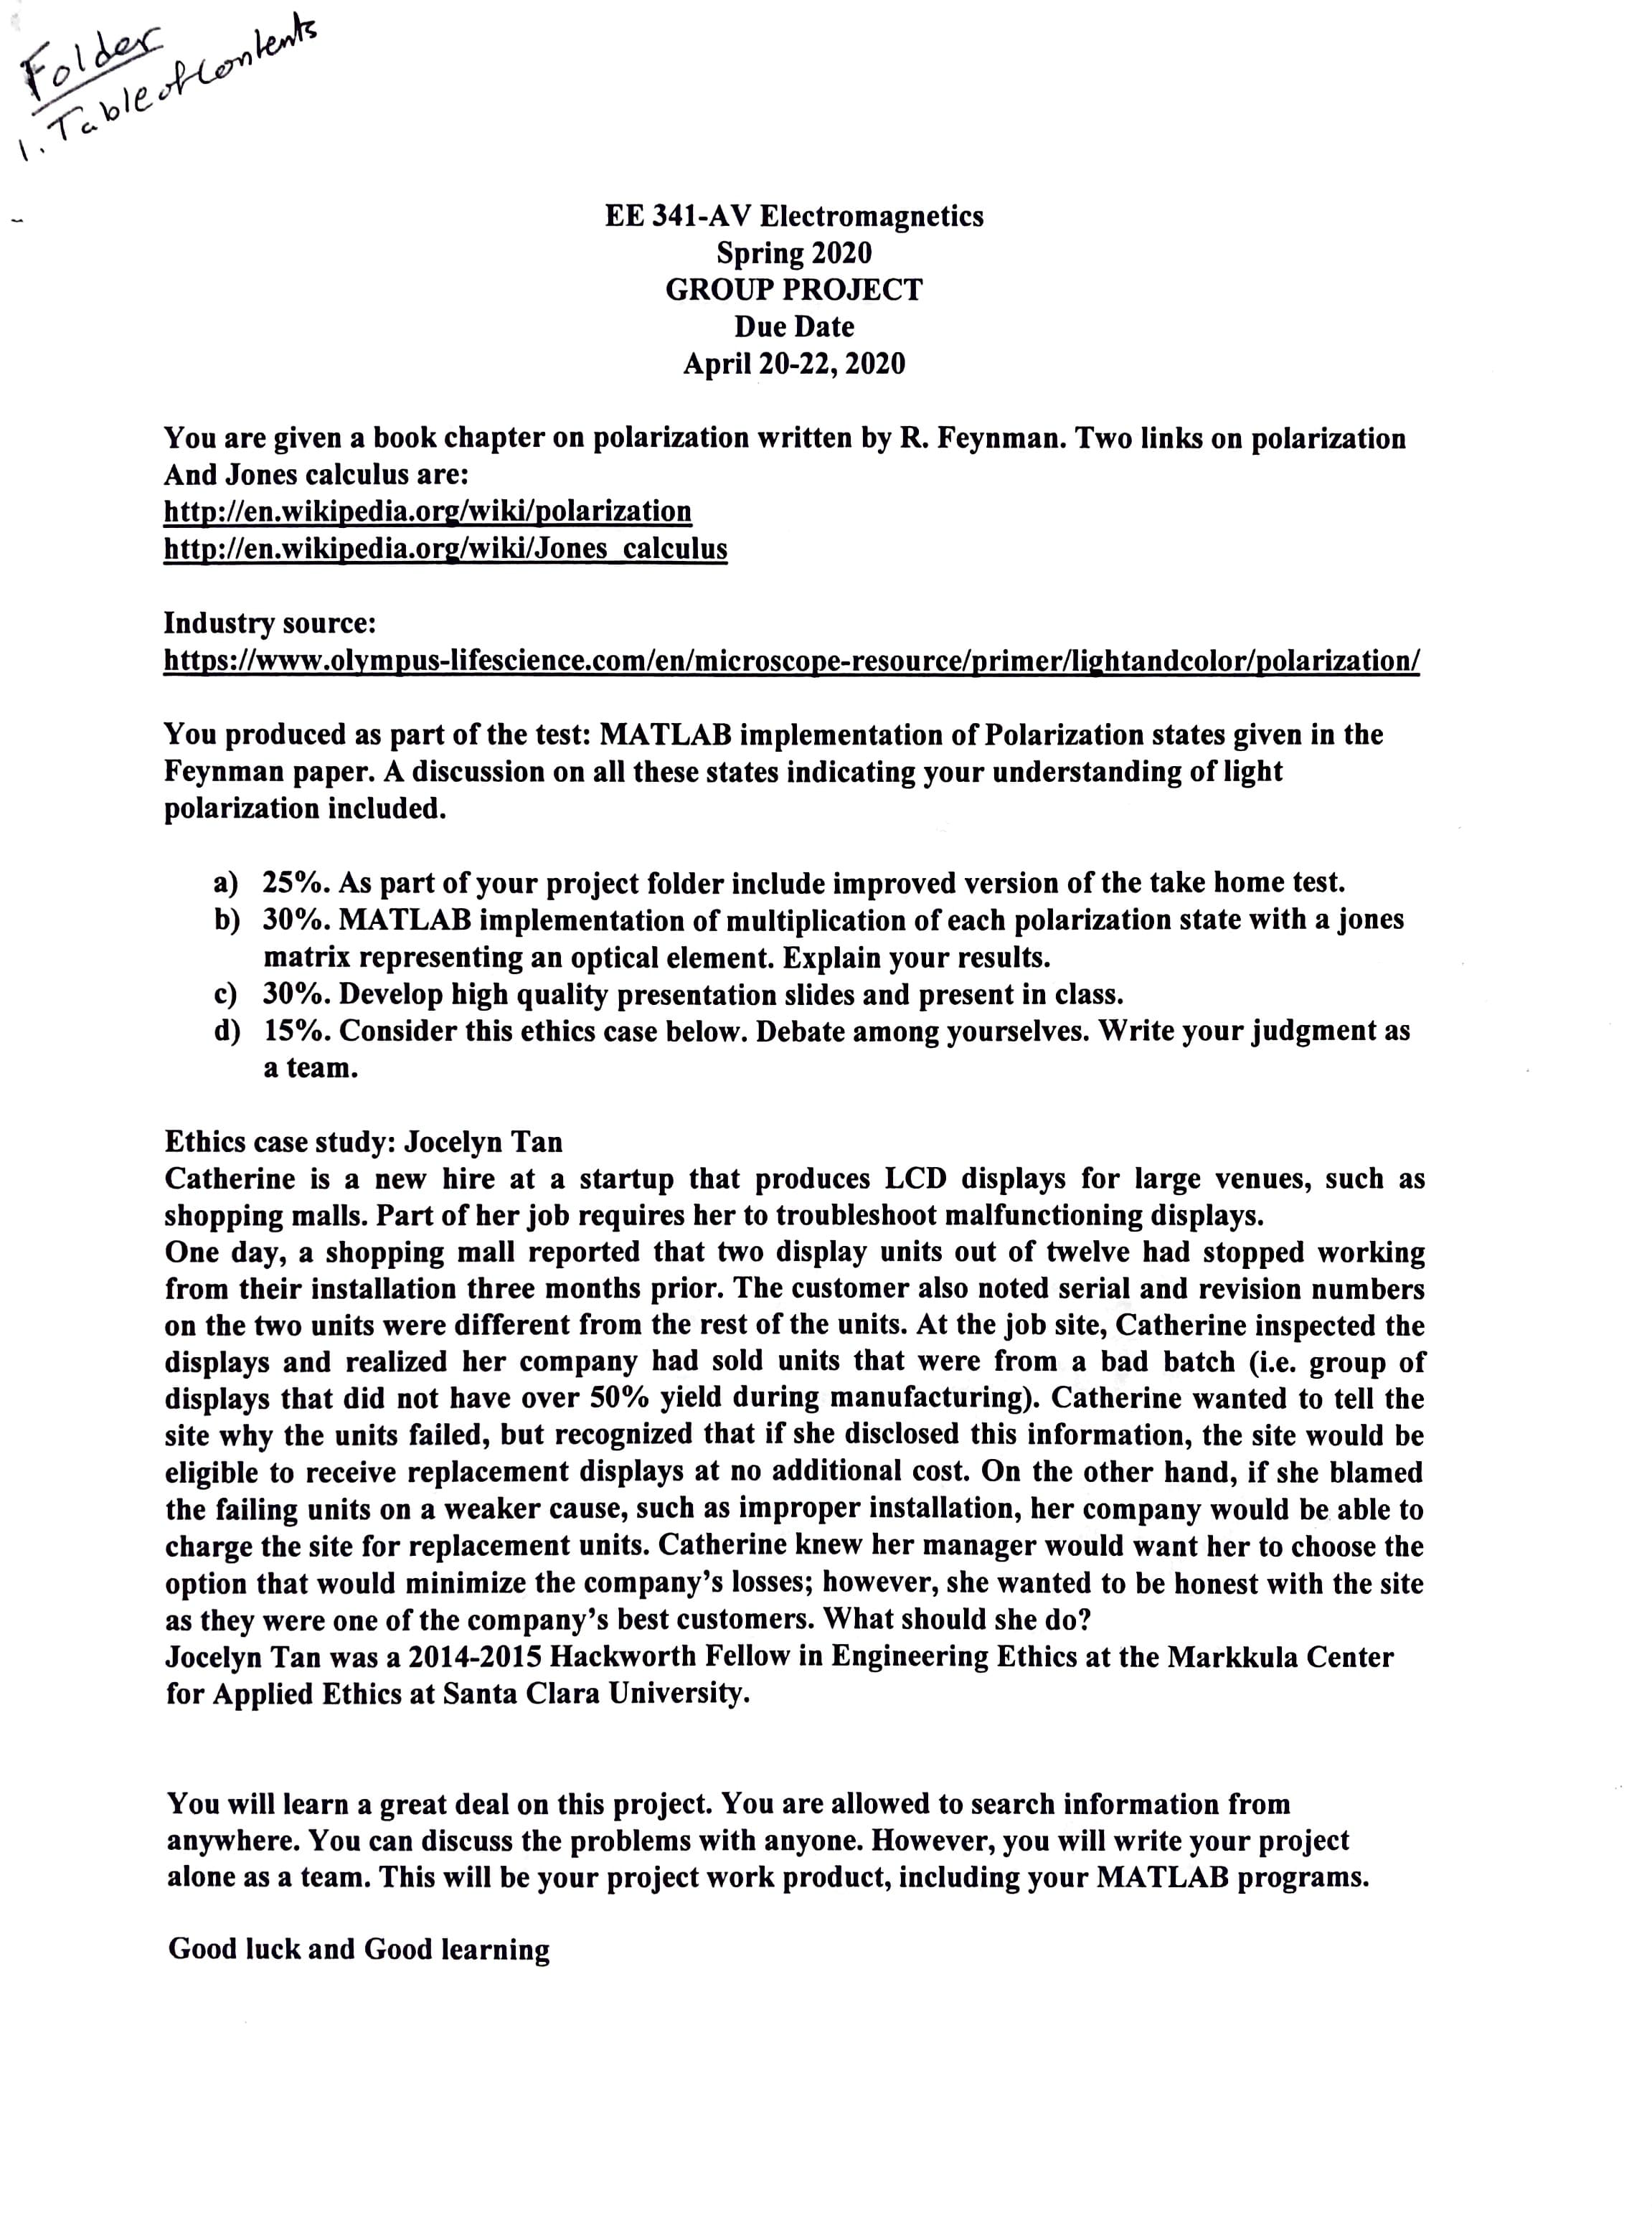 Folder
1. Table of Contents
EE 341-AV Electromagnetics
Spring 2020
GROUP PROJECT
Due Date
April 20-22, 2020
You are given a book chapter on polarization written by R. Feynman. Two links on polarization
And Jones calculus are:
http://en.wikipedia.org/wiki/polarization
http://en.wikipedia.org/wiki/Jones_calculus
Industry source:
https://www.olympus-lifescience.com/en/microscope-resource/primer/lightandcolor/polarization/
You produced as part of the test: MATLAB implementation of Polarization states given in the
Feynman paper. A discussion on all these states indicating your understanding of light
polarization included.
a) 25%. As part of your project folder include improved version of the take home test.
b) 30%. MATLAB implementation of multiplication of each polarization state with a jones
matrix representing an optical element. Explain your results.
c) 30%. Develop high quality presentation slides and present in class.
d) 15%. Consider this ethics case below. Debate among yourselves. Write your judgment as
a team.
Ethics case study: Jocelyn Tan
Catherine is a new hire at a startup that produces LCD displays for large venues, such as
shopping malls. Part of her job requires her to troubleshoot malfunctioning displays.
One day, a shopping mall reported that two display units out of twelve had stopped working
from their installation three months prior. The customer also noted serial and revision numbers
on the two units were different from the rest of the units. At the job site, Catherine inspected the
displays and realized her company had sold units that were from a bad batch (i.e. group of
displays that did not have over 50% yield during manufacturing). Catherine wanted to tell the
site why the units failed, but recognized that if she disclosed this information, the site would be
eligible to receive replacement displays at no additional cost. On the other hand, if she blamed
the failing units on a weaker cause, such as improper installation, her company would be able to
charge the site for replacement units. Catherine knew her manager would want her to choose the
option that would minimize the company's losses; however, she wanted to be honest with the site
as they were one of the company's best customers. What should she do?
Jocelyn Tan was a 2014-2015 Hackworth Fellow in Engineering Ethics at the Markkula Center
for Applied Ethics at Santa Clara University.
You will learn a great deal on this project. You are allowed to search information from
anywhere. You can discuss the problems with anyone. However, you will write your project
alone as a team. This will be your project work product, including your MATLAB programs.
Good luck and Good learning